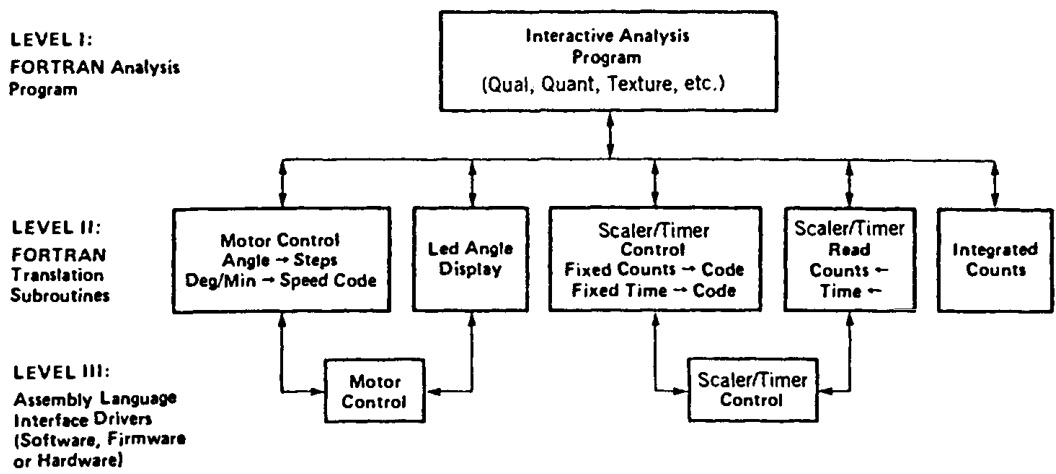 LEVEL I:
FORTRAN Analysis
Program
Interactive Analysis
Program
(Qual, Quant, Texture, etc.)
LEVEL II:
FORTRAN
Translation
Subroutines
Motor Control
Angle → Steps
Deg/Min → Speed Code
Led Angle
Display
Scaler/Timer
Control
Fixed Counts → Code
Fixed Time → Code
Scaler/Timer
Read
Counts ←
Time ←
Integrated
Counts
LEVEL III:
Assembly Language
Interface Drivers
(Software, Firmware
or Hardware)
Motor
Control
Scaler/Timer
Control